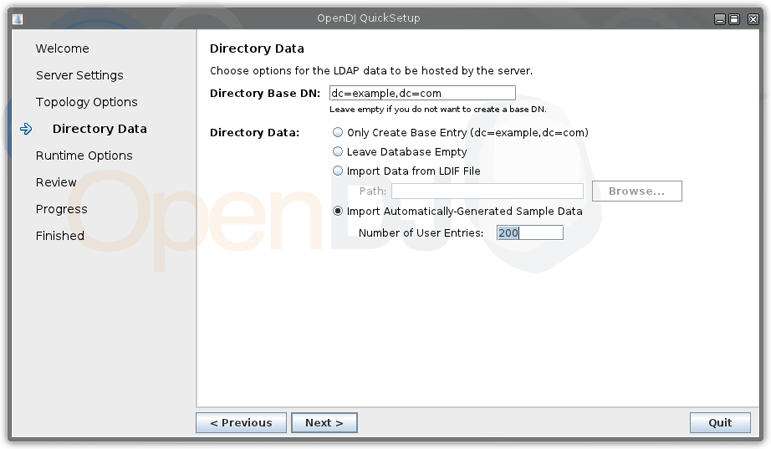 OpenDJ QuickSetup
Welcome
Server Settings
Topology Options
Directory Data
Runtime Options
Review
Progress
Finished
OpenDJ
Directory Data
Choose options for the LDAP data to be hosted by the server.
Directory Base DN: dc=example,dc=com
Leave empty if you do not want to create a base DN.
Directory Data: Only Create Base Entry (dc=example,dc=com)
Leave Database Empty
Import Data from LDIF File
Path: Browse...
Import Automatically-Generated Sample Data
Number of User Entries: 200
< Previous Next > Quit